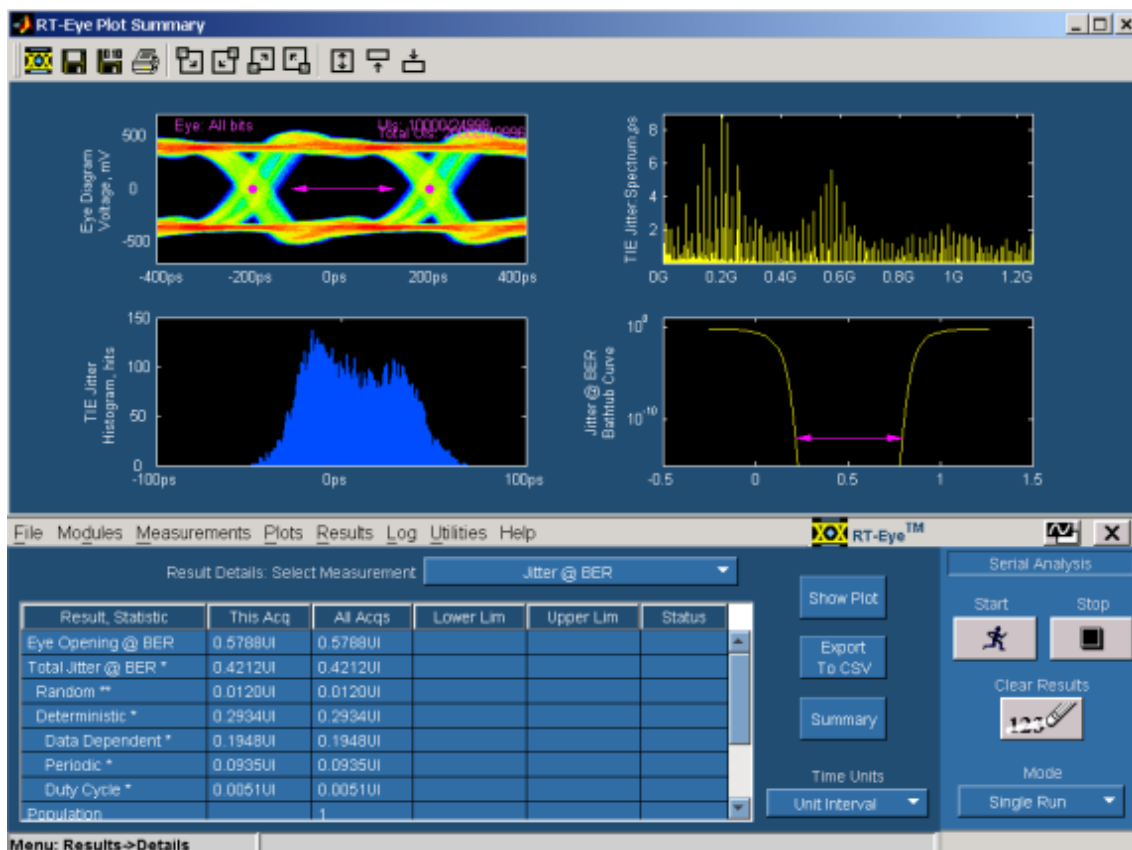 RT-Eye Plot Summary
Eye: All bits
UIs: 10000/24998
Eye Diagram
Voltage, mV
500
0
-500
-400ps -200ps 0ps 200ps 400ps
TIE Jitter Spectrum,ps
8
6
4
2
0G 0.2G 0.4G 0.6G 0.8G 1G 1.2G
TIE Jitter
Histogram, hits
150
100
50
0
-100ps 0ps 100ps
Jitter @ BER
Bathtub Curve
10^0
10^-10
-0.5 0 0.5 1 1.5
File Modules Measurements Plots Results Log Utilities Help
RT-Eye™
Result Details: Select Measurement Jitter @ BER
Result, Statistic This Acq All Acqs Lower Lim Upper Lim Status
Eye Opening @ BER 0.5788UI 0.5788UI
Total Jitter @ BER * 0.4212UI 0.4212UI
Random ** 0.0120UI 0.0120UI
Deterministic * 0.2934UI 0.2934UI
Data Dependent * 0.1948UI 0.1948UI
Periodic * 0.0935UI 0.0935UI
Duty Cycle * 0.0051UI 0.0051UI
Population 1
Show Plot
Export
To CSV
Summary
Time Units
Unit Interval
Serial Analysis
Start Stop
Clear Results
123
Mode
Single Run
Menu: Results->Details